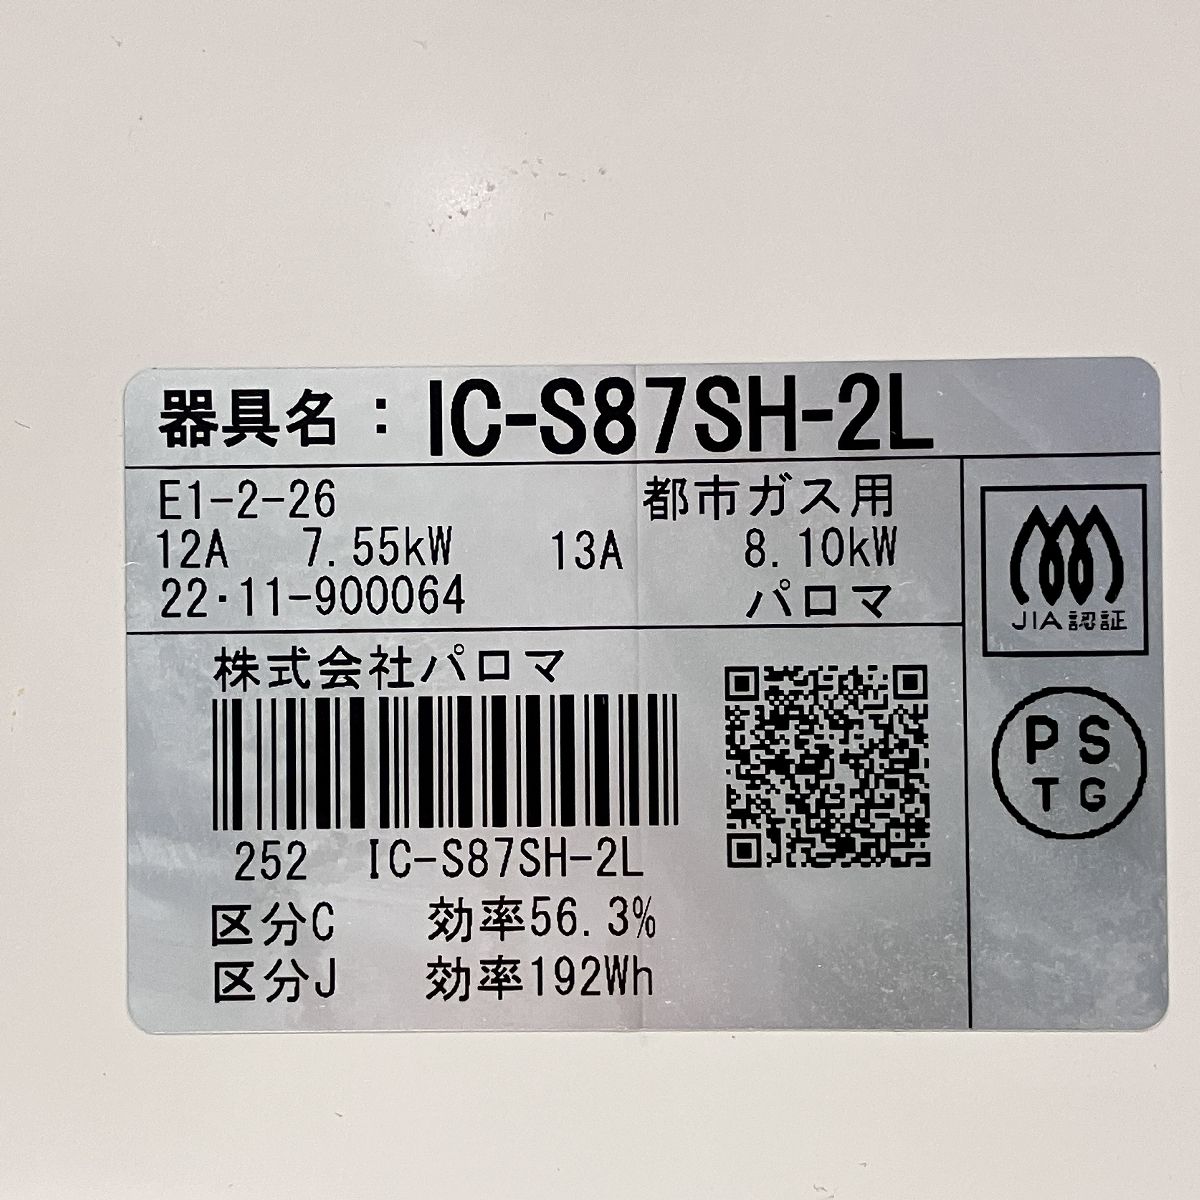 器具名：IC-S87SH-2L
E1-2-26 都市ガス用
12A 7.55kW 13A 8.10kW
22・11-900064 パロマ
JIA認証
株式会社パロマ
PS
TG
252 IC-S87SH-2L
区分C 効率56.3%
区分J 効率192Wh